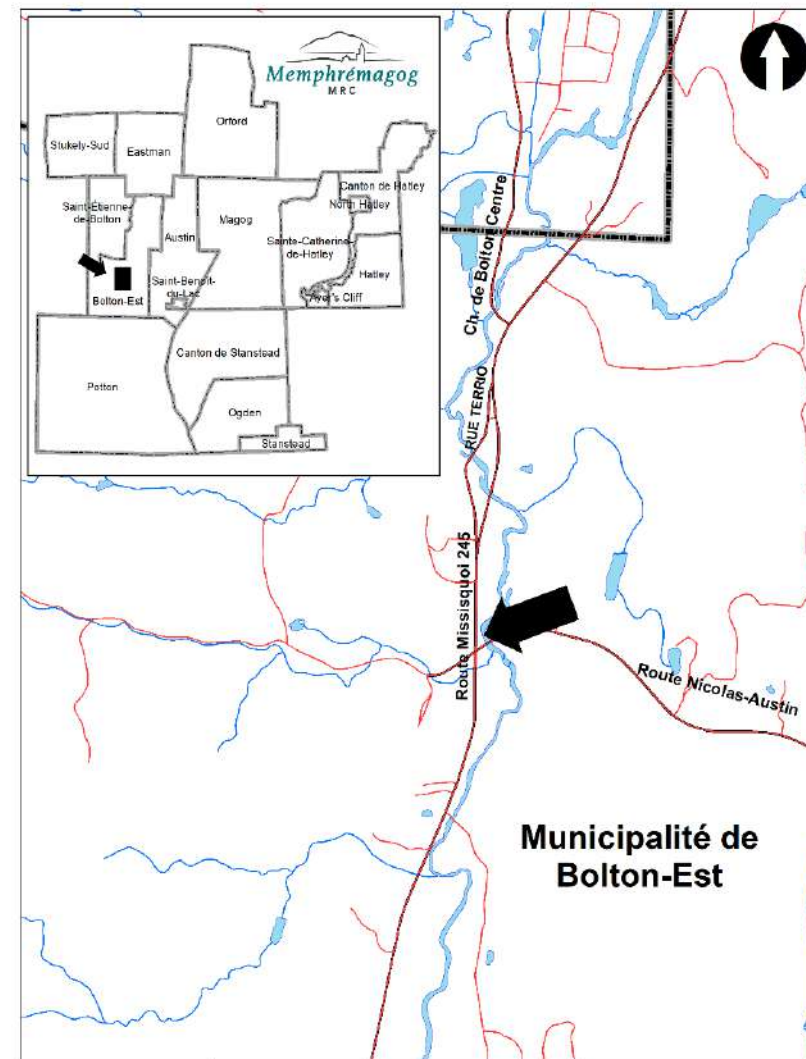 Memphrémagog
MRC
Orford
Stukely-Sud
Eastman
Canton de Hatley
Saint-Étienne-
de-Bolton
North Hatley
Austin
Magog
Sainte-Catherine-
de-Hatley
Hatley
Saint-Benoît-
du-Lac
Bolton-Est
Ayer's Cliff
Canton de Stanstead
Potton
Ogden
Stanstead
Ch. de Bolton Centre
RUE TERRIO
Route Missisquoi 245
Route Nicolas-Austin
Municipalité de
Bolton-Est